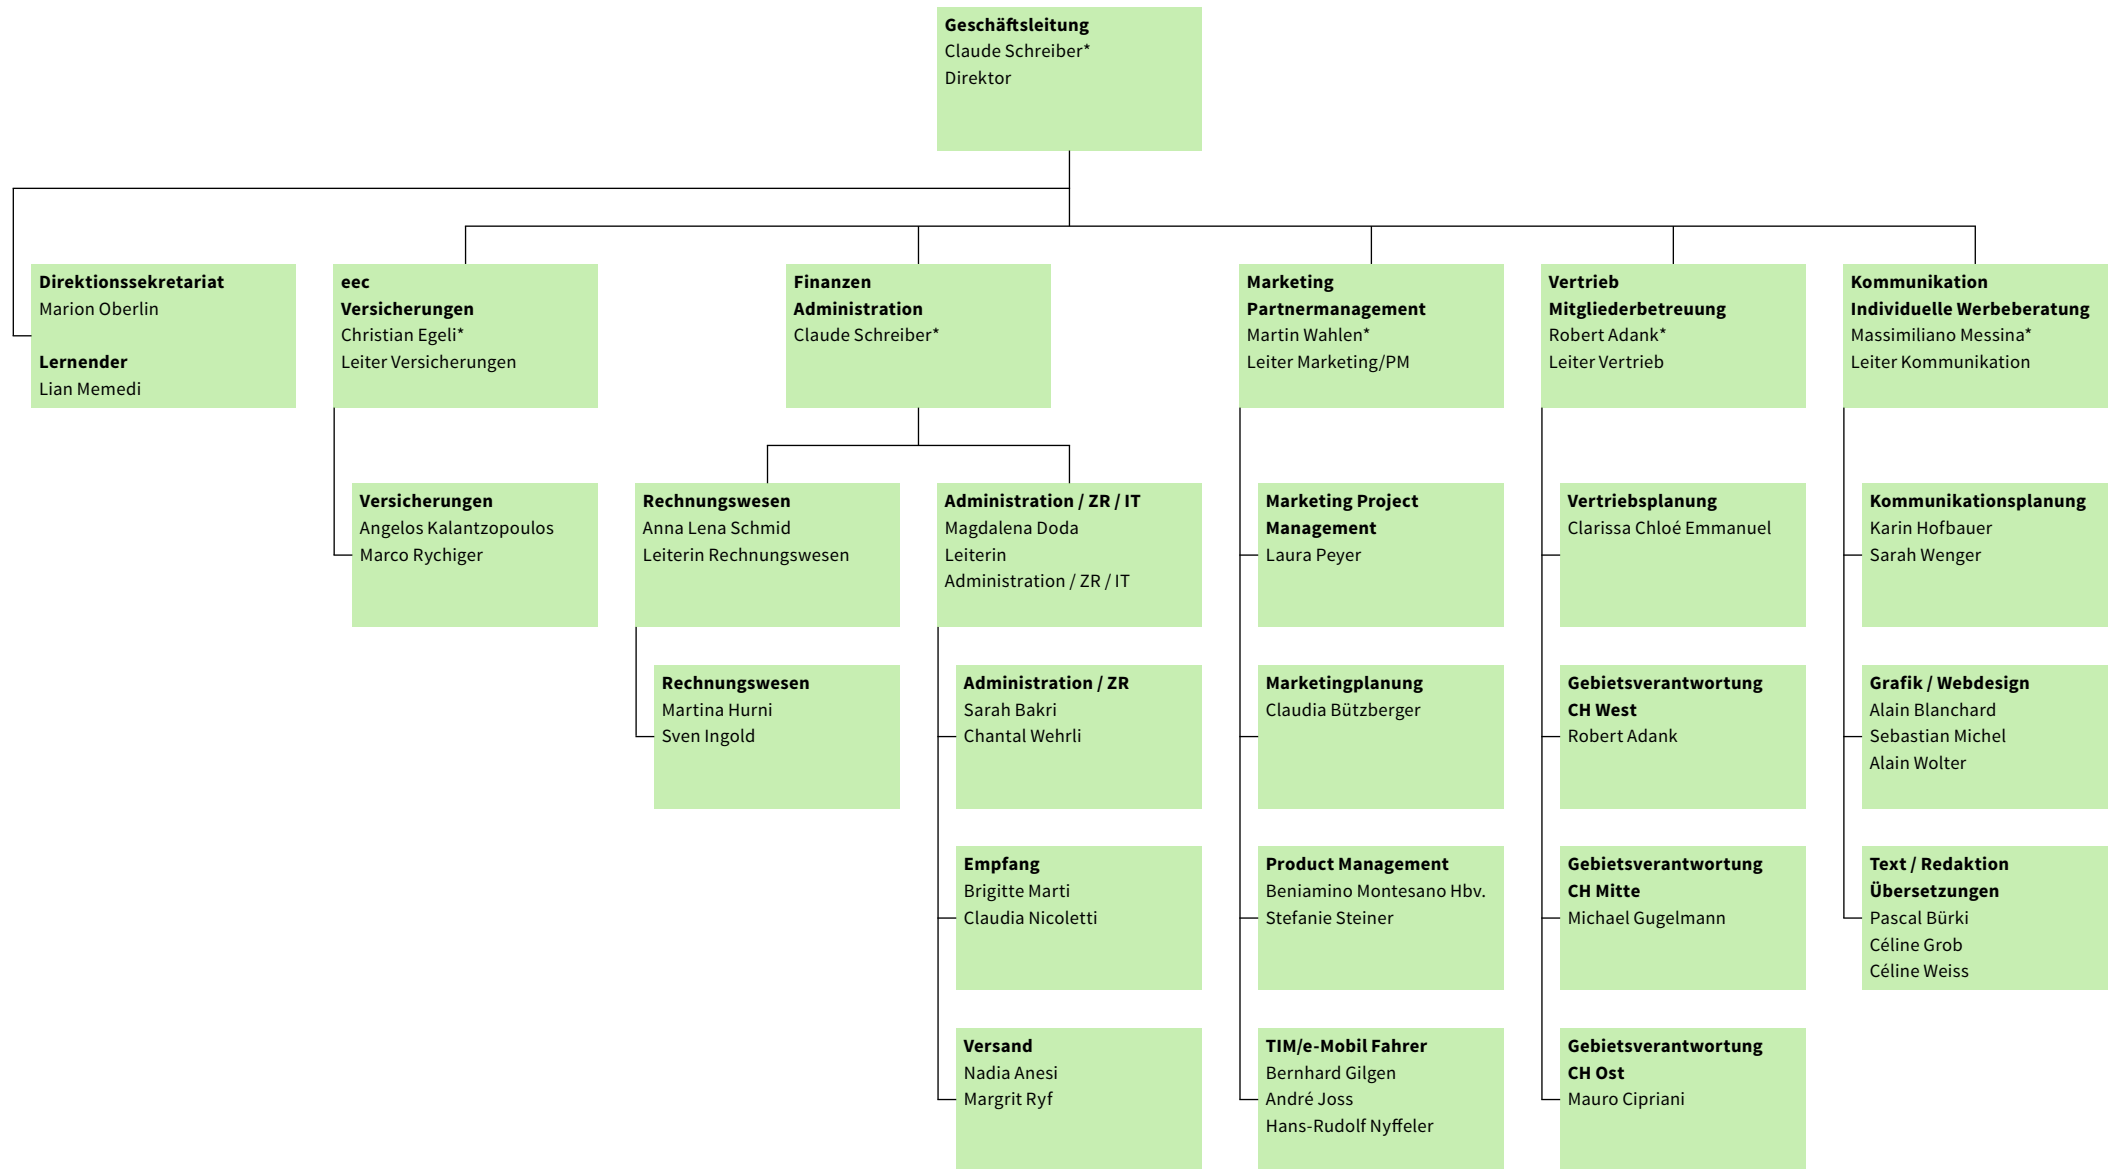 Geschäftsleitung
Claude Schreiber*
Direktor
Direktionssekretariat
Marion Oberlin
Lernender
Lian Memedi
eec
Versicherungen
Christian Egeli*
Leiter Versicherungen
Finanzen
Administration
Claude Schreiber*
Marketing
Partnermanagement
Martin Wahlen*
Leiter Marketing/PM
Vertrieb
Mitgliederbetreuung
Robert Adank*
Leiter Vertrieb
Kommunikation
Individuelle Werbeberatung
Massimiliano Messina*
Leiter Kommunikation
Versicherungen
Angelos Kalantzopoulos
Marco Rychiger
Rechnungswesen
Anna Lena Schmid
Leiterin Rechnungswesen
Administration / ZR / IT
Magdalena Doda
Leiterin
Administration / ZR / IT
Marketing Project
Management
Laura Peyer
Vertriebsplanung
Clarissa Chloé Emmanuel
Kommunikationsplanung
Karin Hofbauer
Sarah Wenger
Rechnungswesen
Martina Hurni
Sven Ingold
Administration / ZR
Sarah Bakri
Chantal Wehrli
Marketingplanung
Claudia Bützberger
Gebietsverantwortung
CH West
Robert Adank
Grafik / Webdesign
Alain Blanchard
Sebastian Michel
Alain Wolter
Empfang
Brigitte Marti
Claudia Nicoletti
Product Management
Beniamino Montesano Hbv.
Stefanie Steiner
Gebietsverantwortung
CH Mitte
Michael Gugelmann
Text / Redaktion
Übersetzungen
Pascal Bürki
Céline Grob
Céline Weiss
Versand
Nadia Anesi
Margrit Ryf
TIM/e-Mobil Fahrer
Bernhard Gilgen
André Joss
Hans-Rudolf Nyffeler
Gebietsverantwortung
CH Ost
Mauro Cipriani